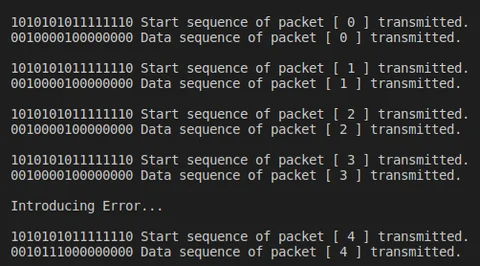 1010101011111110 Start sequence of packet [ 0 ] transmitted.
0010000100000000 Data sequence of packet [ 0 ] transmitted.
1010101011111110 Start sequence of packet [ 1 ] transmitted.
0010000100000000 Data sequence of packet [ 1 ] transmitted.
1010101011111110 Start sequence of packet [ 2 ] transmitted.
0010000100000000 Data sequence of packet [ 2 ] transmitted.
1010101011111110 Start sequence of packet [ 3 ] transmitted.
0010000100000000 Data sequence of packet [ 3 ] transmitted.
Introducing Error...
1010101011111110 Start sequence of packet [ 4 ] transmitted.
0010111000000000 Data sequence of packet [ 4 ] transmitted.